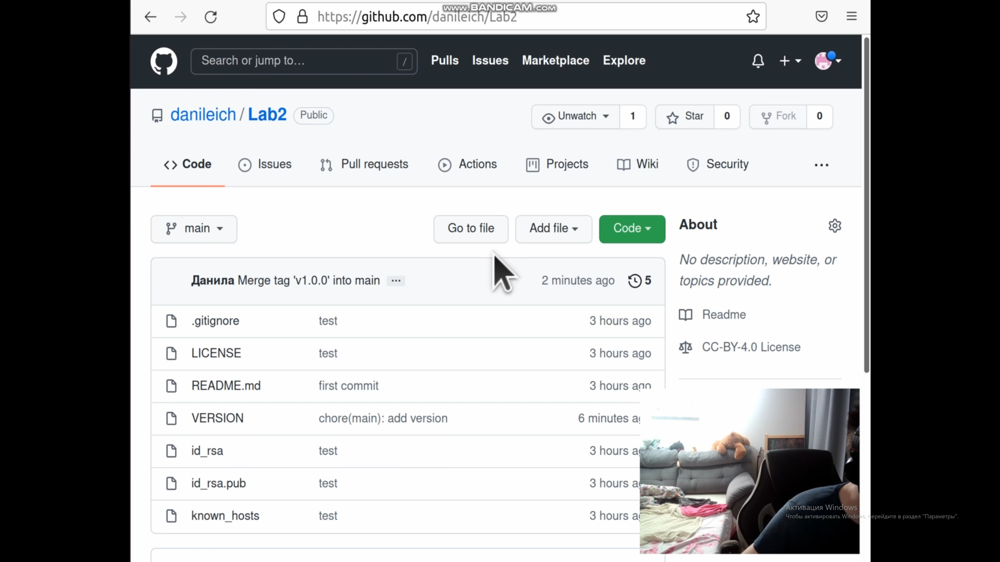 www.BANDICAM.com
https://github.com/danileich/Lab2
Search or jump to... /
Pulls Issues Marketplace Explore
danileich / Lab2 Public
Unwatch 1 Star 0 Fork 0
Code Issues Pull requests Actions Projects Wiki Security
main Go to file Add file Code
About
No description, website, or
topics provided.
Readme
CC-BY-4.0 License
Данила Merge tag 'v1.0.0' into main ... 2 minutes ago 5
.gitignore test 3 hours ago
LICENSE test 3 hours ago
README.md first commit 3 hours ago
VERSION chore(main): add version 6 minutes
id_rsa test 3 hours
id_rsa.pub test 3 hours
known_hosts test 3 hours
Активация Windows
Чтобы активировать Windows, перейдите в раздел "Параметры".